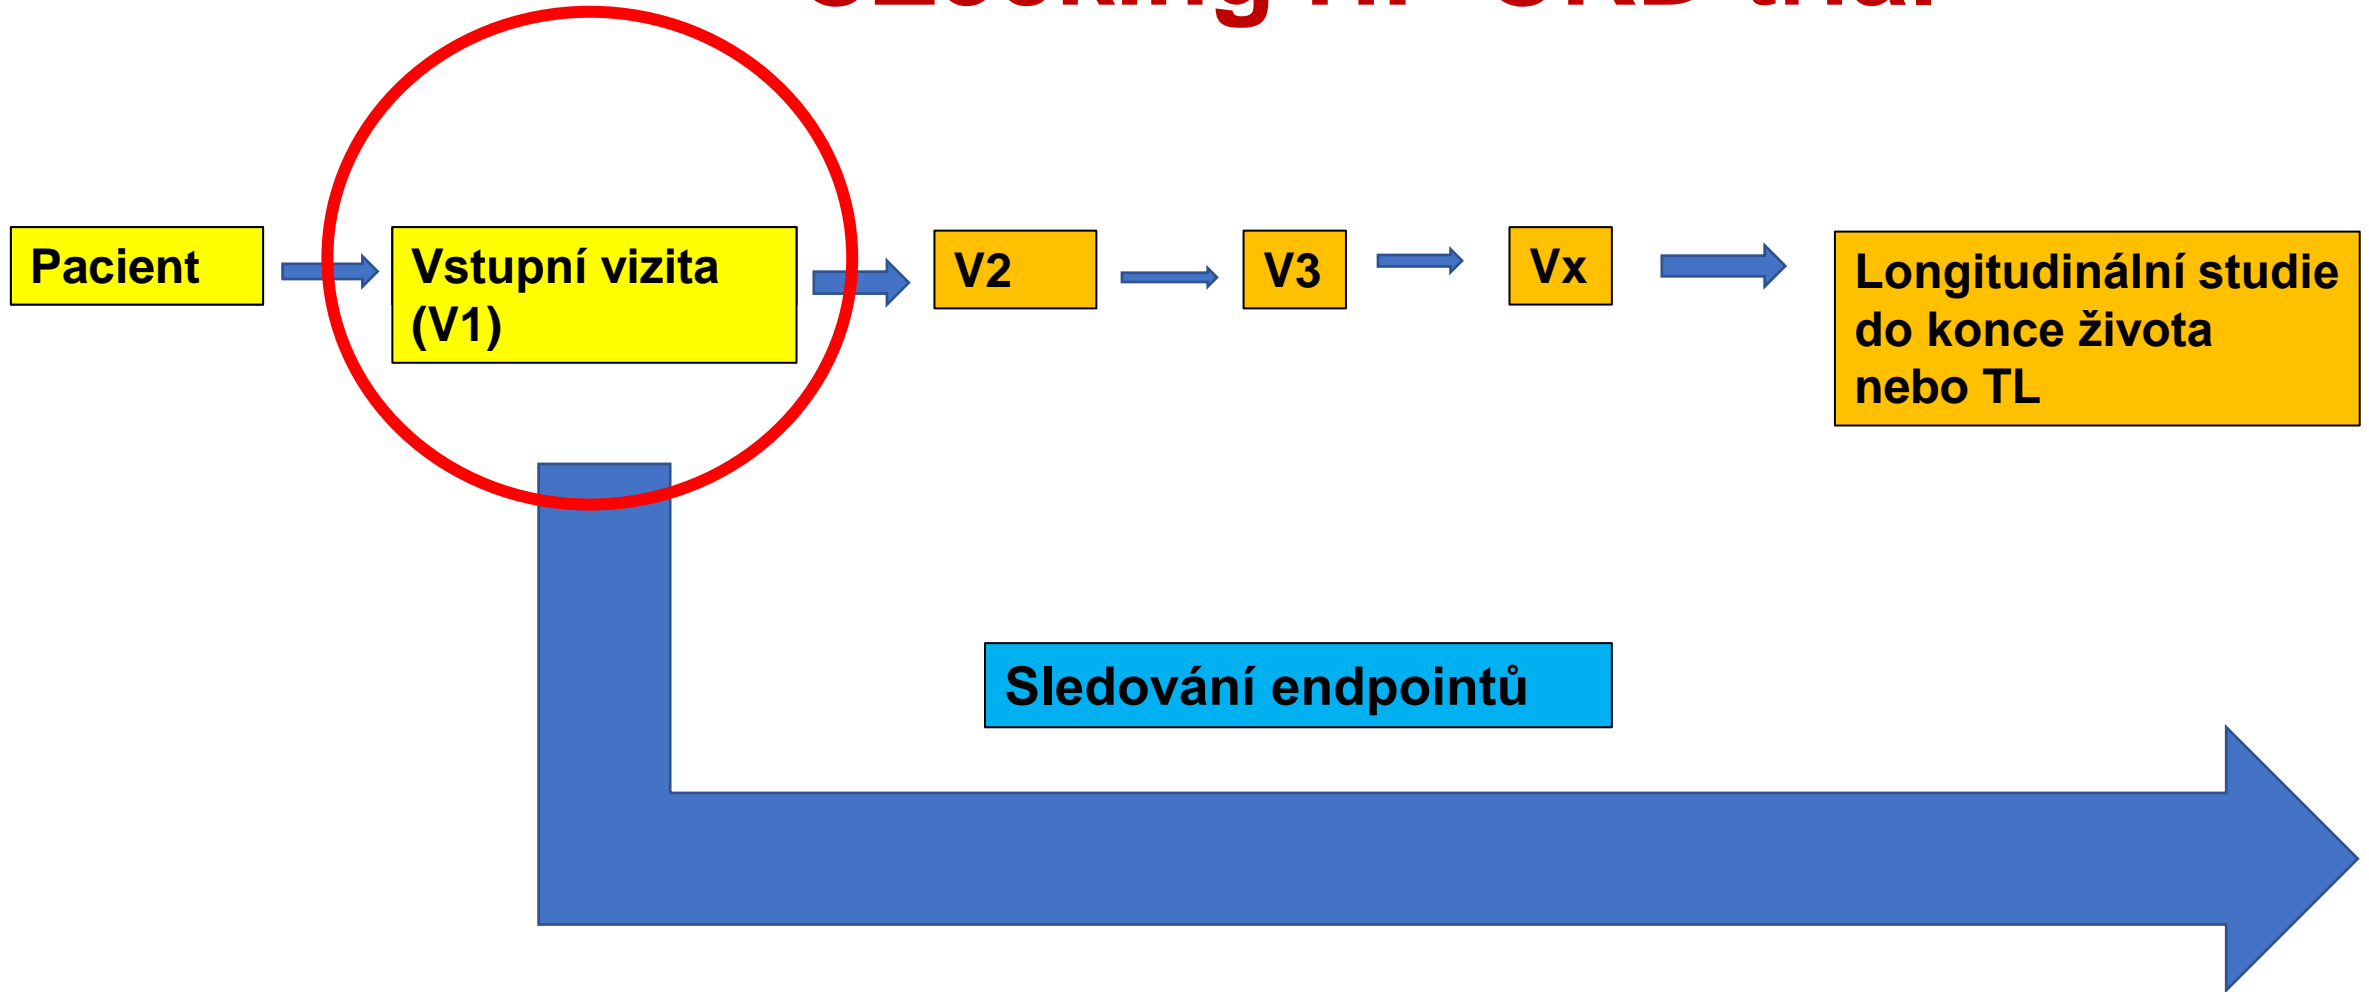 Pacient
Vstupní vizita
(V1)
V2
V3
Vx
Longitudinální studie
do konce života
nebo TL
Sledování endpointů